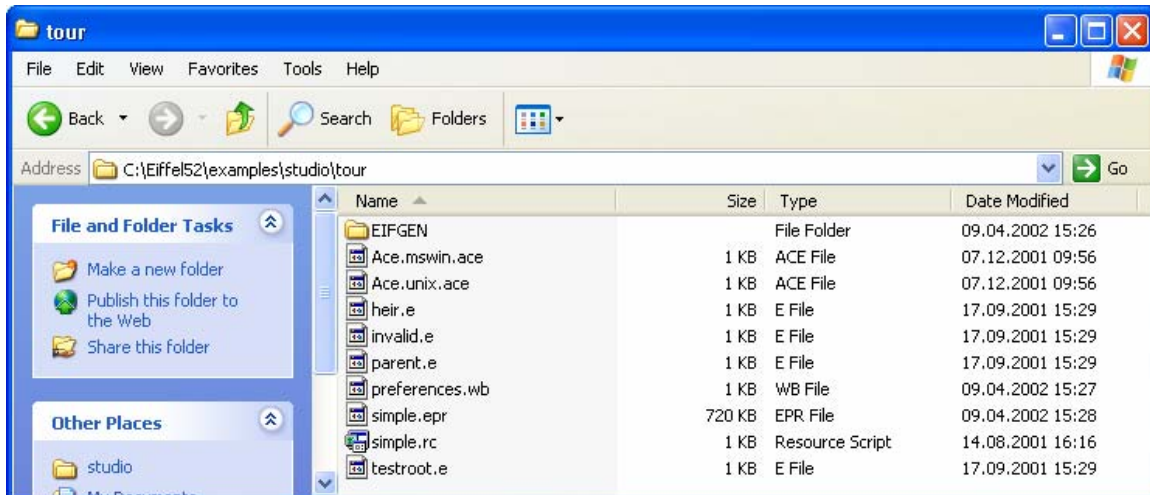 tour
File Edit View Favorites Tools Help
Back Search Folders
Address C:\Eiffel52\examples\studio\tour Go
File and Folder Tasks
Make a new folder
Publish this folder to
the Web
Share this folder
Other Places
studio
My Documents
Name Size Type Date Modified
EIFGEN File Folder 09.04.2002 15:26
Ace.mswin.ace 1 KB ACE File 07.12.2001 09:56
Ace.unix.ace 1 KB ACE File 07.12.2001 09:56
heir.e 1 KB E File 17.09.2001 15:29
invalid.e 1 KB E File 17.09.2001 15:29
parent.e 1 KB E File 17.09.2001 15:29
preferences.wb 1 KB WB File 09.04.2002 15:27
simple.epr 720 KB EPR File 09.04.2002 15:28
simple.rc 1 KB Resource Script 14.08.2001 16:16
testroot.e 1 KB E File 17.09.2001 15:29